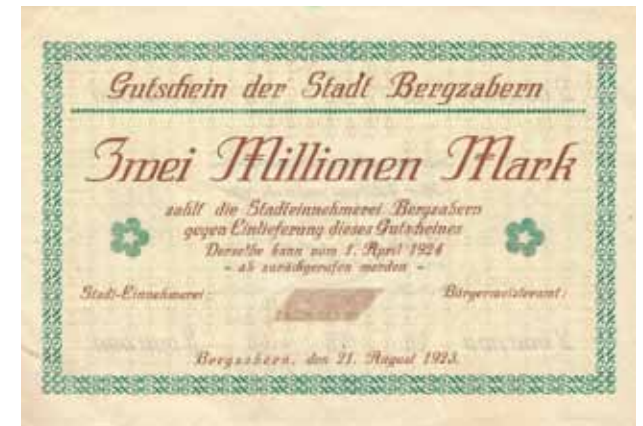 Gutschein der Stadt Bergzabern
Zwei Millionen Mark
zahlt die Stadteinnehmerei Bergzabern
gegen Einlieferung dieses Gutscheines
Derselbe kann vom 1. April 1924
- ab zurückgerufen werden -
Stadt-Einnehmerei: Bürgermeisteramt:
Bergzabern, den 21. August 1923.